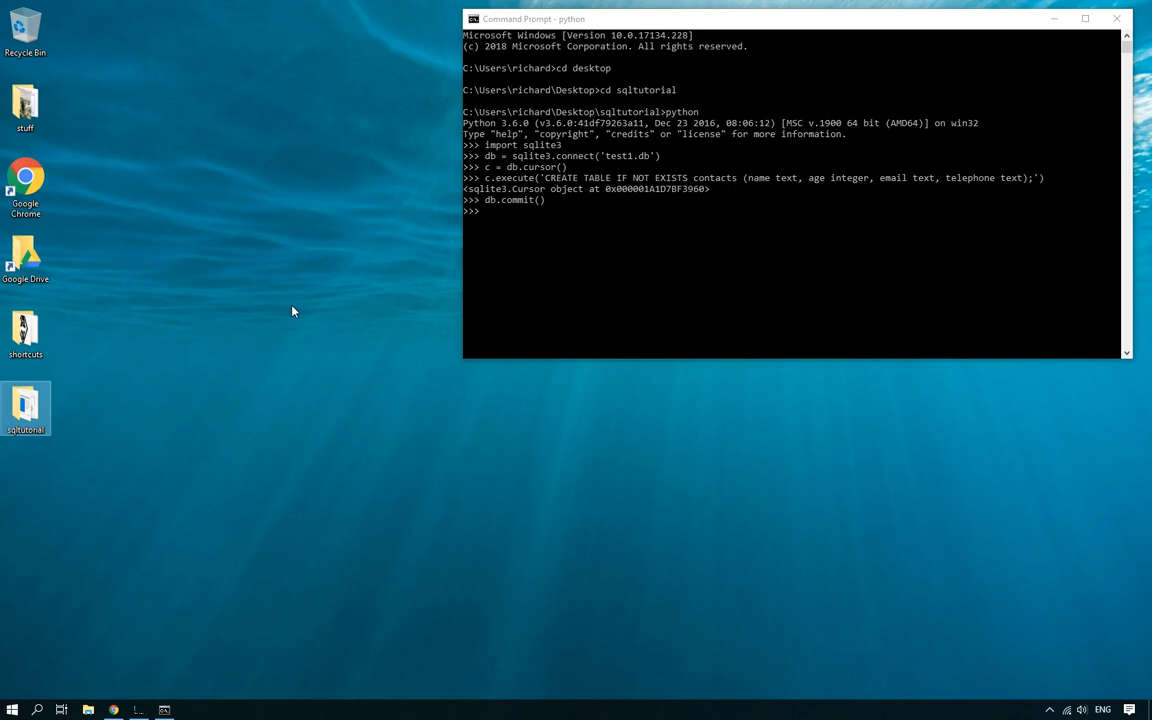 Recycle Bin
stuff
Google
Chrome
Google Drive
shortcuts
sqltutorial
Command Prompt - python
Microsoft Windows [Version 10.0.17134.228]
(c) 2018 Microsoft Corporation. All rights reserved.
C:\Users\richard>cd desktop
C:\Users\richard\Desktop>cd sqltutorial
C:\Users\richard\Desktop\sqltutorial>python
Python 3.6.0 (v3.6.0:41df79263a11, Dec 23 2016, 08:06:12) [MSC v.1900 64 bit (AMD64)] on win32
Type "help", "copyright", "credits" or "license" for more information.
>>> import sqlite3
>>> db = sqlite3.connect('test1.db')
>>> c = db.cursor()
>>> c.execute('CREATE TABLE IF NOT EXISTS contacts (name text, age integer, email text, telephone text);')
<sqlite3.Cursor object at 0x000001A1D7BF3960>
>>> db.commit()
>>>
ENG